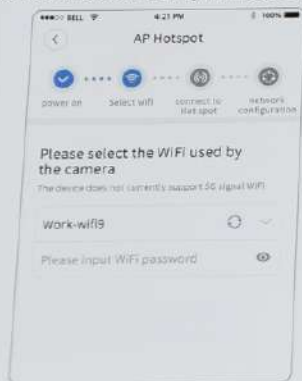 BELL 4:21 PM 100%
AP Hotspot
power on Select wifi connect to network
Hotspot configuration
Please select the WiFi used by
the camera
The device does not currently support 5G signal WiFi
Work-wifi9
Please input WiFi password